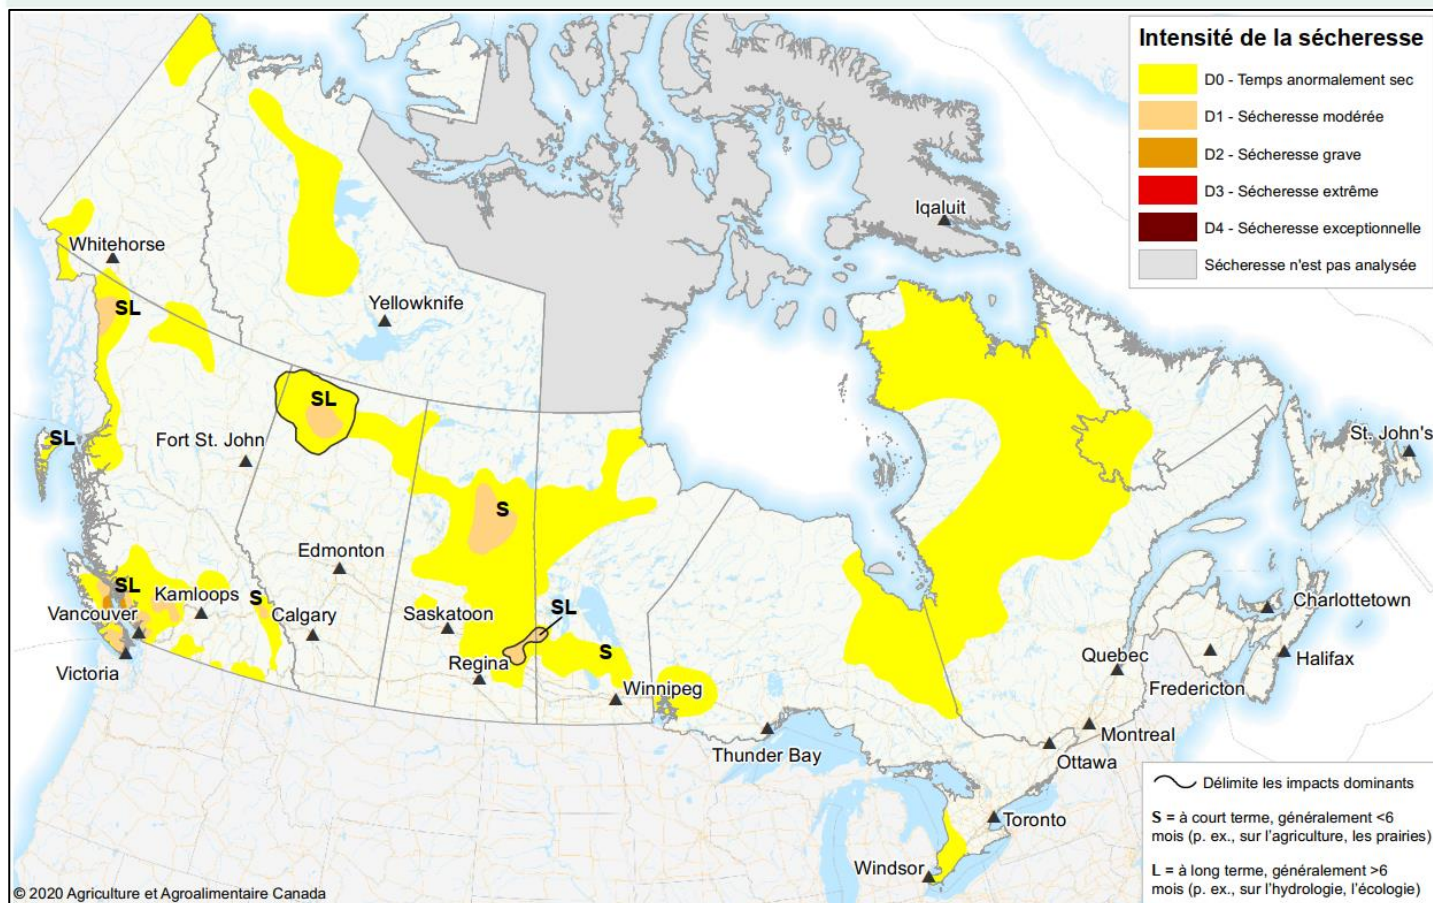 Intensité de la sécheresse
D0 - Temps anormalement sec
D1 - Sécheresse modérée
D2 - Sécheresse grave
D3 - Sécheresse extrême
D4 - Sécheresse exceptionnelle
Sécheresse n'est pas analysée
Iqaluit
Whitehorse
SL
Yellowknife
SL
SL
Fort St. John
St. John's
S
Edmonton
SL
Kamloops
S
Vancouver
Calgary
Saskatoon
SL
Charlottetown
Victoria
Regina
S
Winnipeg
Quebec
Halifax
Fredericton
Thunder Bay
Montreal
Ottawa
Toronto
Windsor
Délimite les impacts dominants
S = à court terme, généralement <6
mois (p. ex., sur l'agriculture, les prairies)
L = à long terme, généralement >6
mois (p. ex., sur l'hydrologie, l'écologie)
© 2020 Agriculture et Agroalimentaire Canada